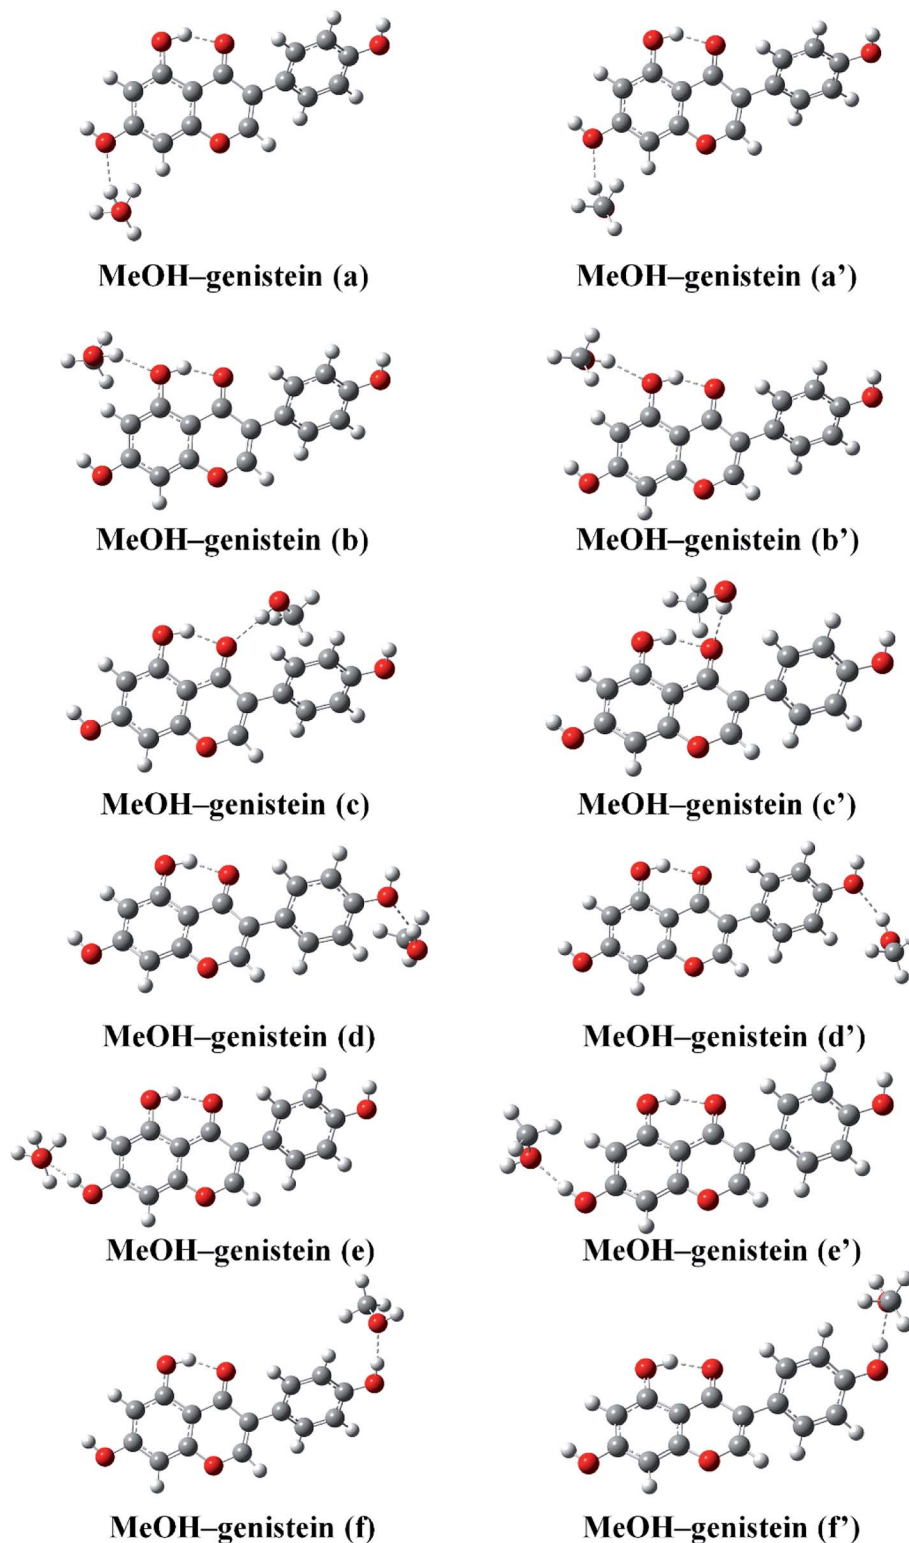 MeOH–genistein (a)
MeOH–genistein (a’)
MeOH–genistein (b)
MeOH–genistein (b’)
MeOH–genistein (c)
MeOH–genistein (c’)
MeOH–genistein (d)
MeOH–genistein (d’)
MeOH–genistein (e)
MeOH–genistein (e’)
MeOH–genistein (f)
MeOH–genistein (f’)